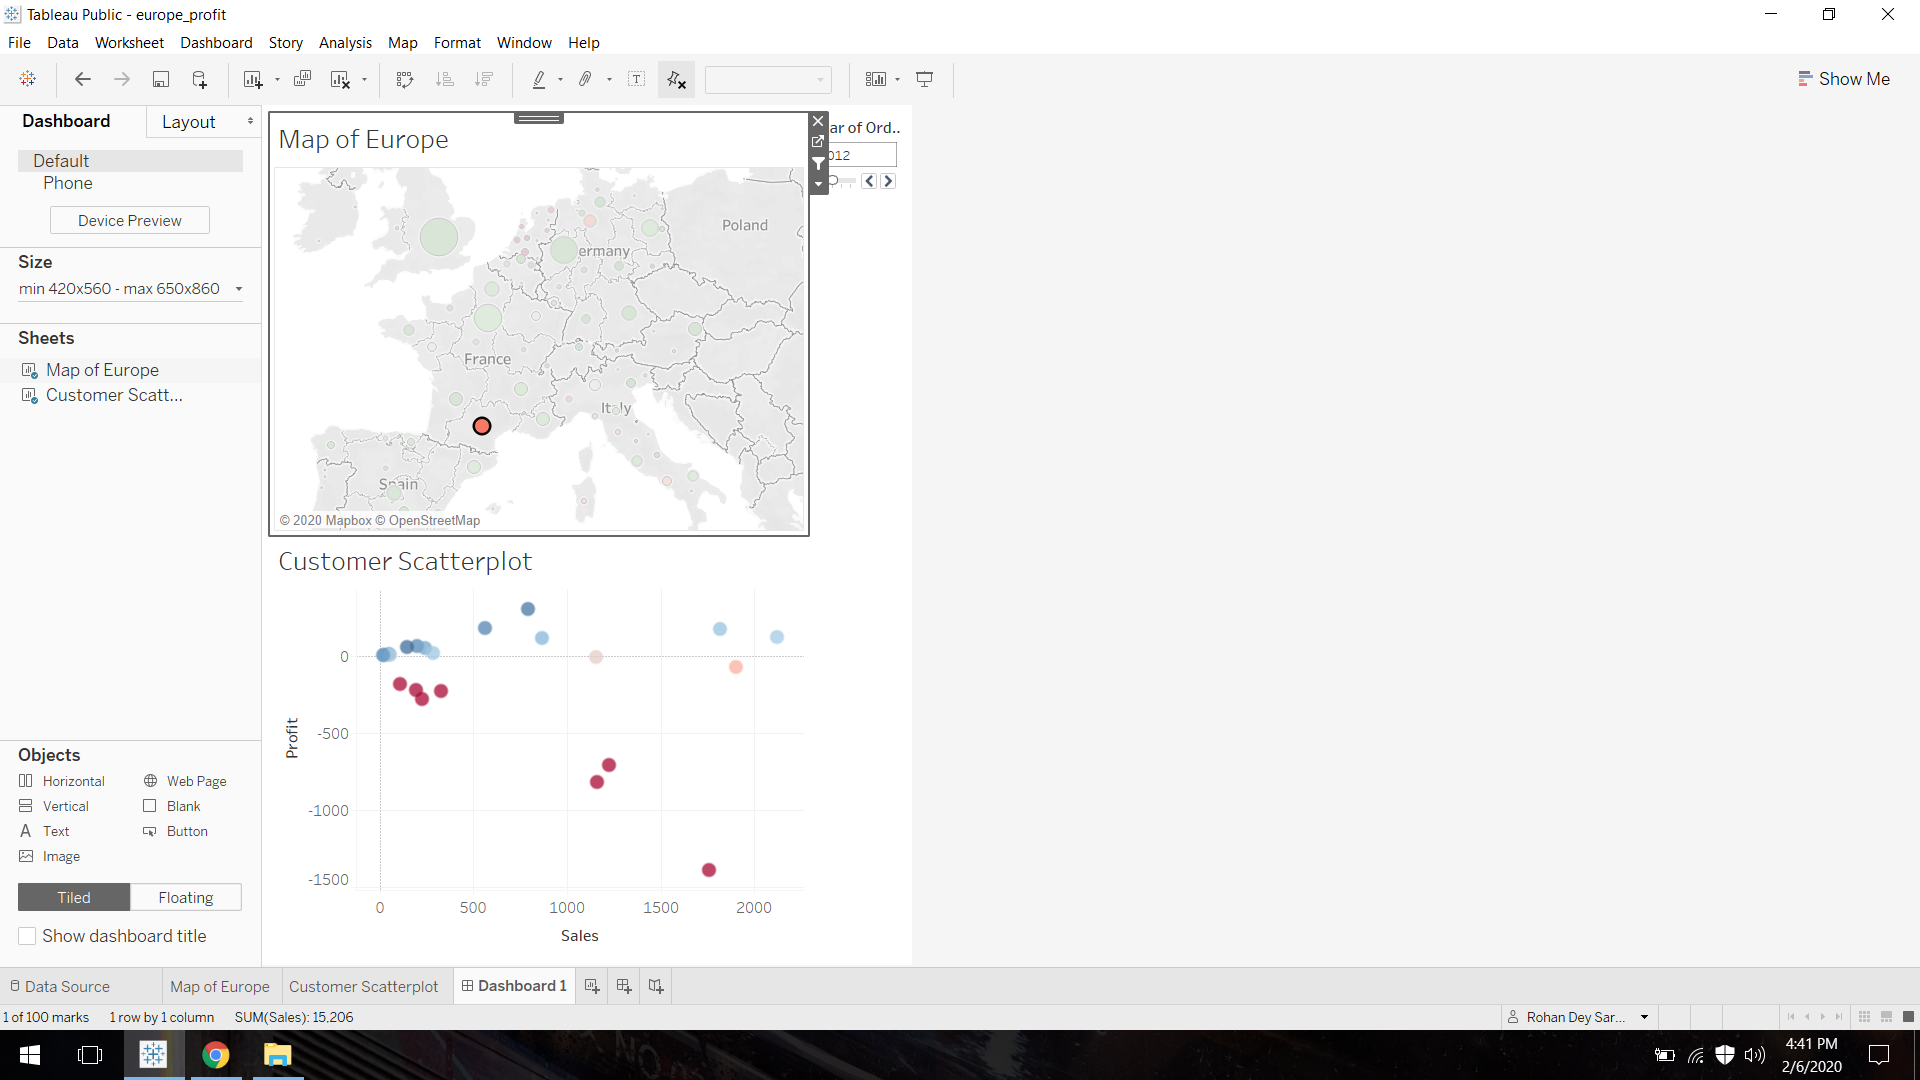 Tableau Public - europe_profit
File Data Worksheet Dashboard Story Analysis Map Format Window Help
Show Me
Dashboard Layout
Default
Phone
Device Preview
Size
min 420x560 - max 650x860
Sheets
Map of Europe
Customer Scatt...
Objects
Horizontal Web Page
Vertical Blank
Text Button
Image
Tiled Floating
Show dashboard title
Map of Europe
ar of Ord..
012
Poland
ermany
France
Italy
Spain
© 2020 Mapbox © OpenStreetMap
Customer Scatterplot
0
-500
-1000
-1500
Profit
0 500 1000 1500 2000
Sales
Data Source Map of Europe Customer Scatterplot Dashboard 1
1 of 100 marks 1 row by 1 column SUM(Sales): 15,206
Rohan Dey Sar...
4:41 PM
2/6/2020